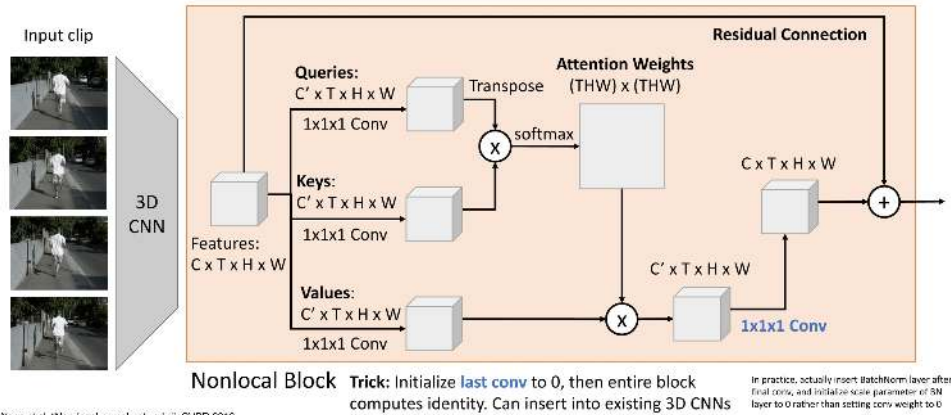 Input clip
3D
CNN
Features:
C x T x H x W
Queries:
C' x T x H x W
1x1x1 Conv
Keys:
C' x T x H x W
1x1x1 Conv
Values:
C' x T x H x W
1x1x1 Conv
Transpose
X
softmax
Attention Weights
(THW) x (THW)
Residual Connection
X
C' x T x H x W
1x1x1 Conv
C x T x H x W
+
Nonlocal Block
Trick: Initialize last conv to 0, then entire block
computes identity. Can insert into existing 3D CNNs
In practice, actually insert BatchNorm layer after
final conv, and initialize scale parameter of BN
layer to 0 rather than setting conv weight to 0